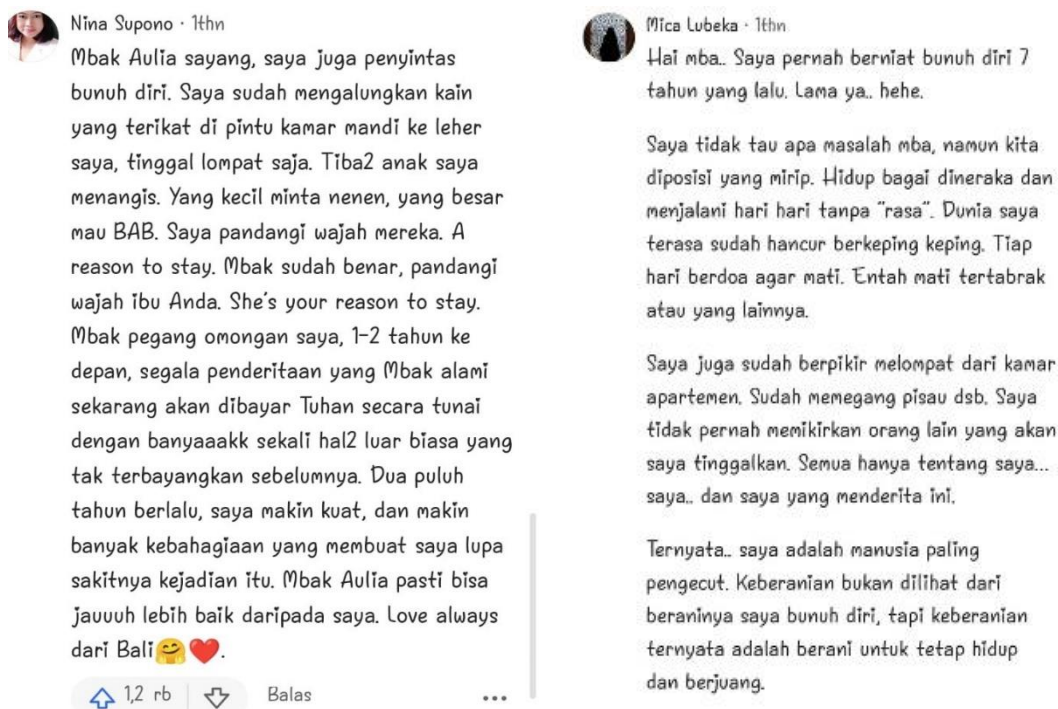 Nina Supono · 1thn
Mbak Aulia sayang, saya juga penyintas
bunuh diri. Saya sudah mengalungkan kain
yang terikat di pintu kamar mandi ke leher
saya, tinggal lompat saja. Tiba2 anak saya
menangis. Yang kecil minta nenen, yang besar
mau BAB. Saya pandangi wajah mereka. A
reason to stay. Mbak sudah benar, pandangi
wajah ibu Anda. She's your reason to stay.
Mbak pegang omongan saya, 1-2 tahun ke
depan, segala penderitaan yang Mbak alami
sekarang akan dibayar Tuhan secara tunai
dengan banyaaakk sekali hal2 luar biasa yang
tak terbayangkan sebelumnya. Dua puluh
tahun berlalu, saya makin kuat, dan makin
banyak kebahagiaan yang membuat saya lupa
sakitnya kejadian itu. Mbak Aulia pasti bisa
jauuuh lebih baik daripada saya. Love always
dari Bali🤗❤️.
1,2 rb
Balas
Mica Lubeka · 1thn
Hai mba.. Saya pernah berniat bunuh diri 7
tahun yang lalu. Lama ya.. hehe.
Saya tidak tau apa masalah mba, namun kita
diposisi yang mirip. Hidup bagai dineraka dan
menjalani hari hari tanpa "rasa". Dunia saya
terasa sudah hancur berkeping keping. Tiap
hari berdoa agar mati. Entah mati tertabrak
atau yang lainnya.
Saya juga sudah berpikir melompat dari kamar
apartemen. Sudah memegang pisau dsb. Saya
tidak pernah memikirkan orang lain yang akan
saya tinggalkan. Semua hanya tentang saya...
saya.. dan saya yang menderita ini.
Ternyata.. saya adalah manusia paling
pengecut. Keberanian bukan dilihat dari
beraninya saya bunuh diri, tapi keberanian
ternyata adalah berani untuk tetap hidup
dan berjuang.